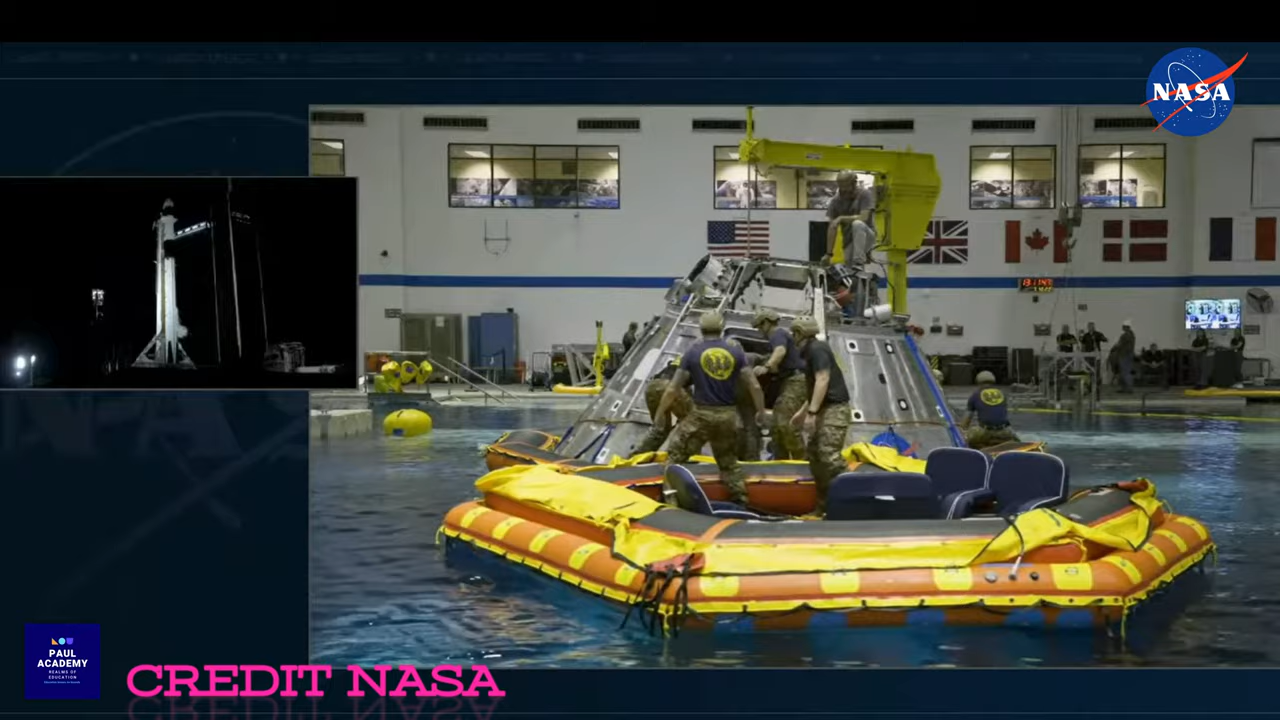 NASA
PAUL
ACADEMY
REALMS OF
EDUCATION
CREDIT NASA